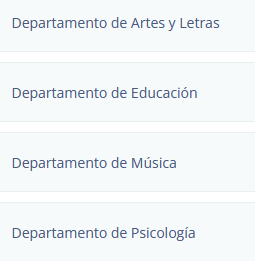 Departamento de Artes y Letras
Departamento de Educación
Departamento de Música
Departamento de Psicología